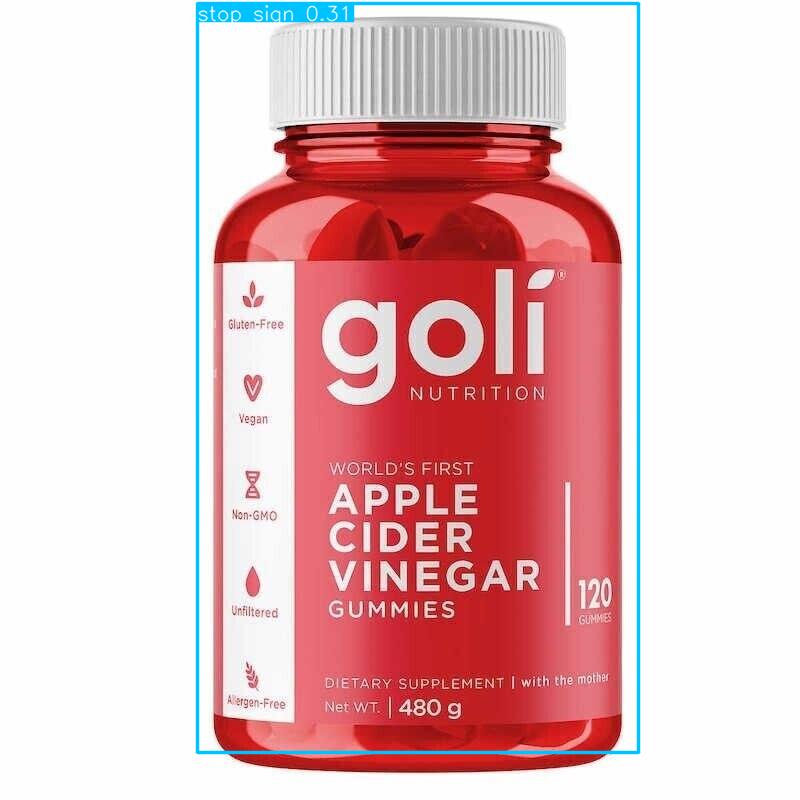 stop sign 0.31
goli®
NUTRITION
Gluten-Free
Vegan
Non-GMO
Unfiltered
Allergen-Free
WORLD'S FIRST
APPLE
CIDER
VINEGAR
GUMMIES
120
GUMMIES
DIETARY SUPPLEMENT | with the mother
Net WT. | 480 g